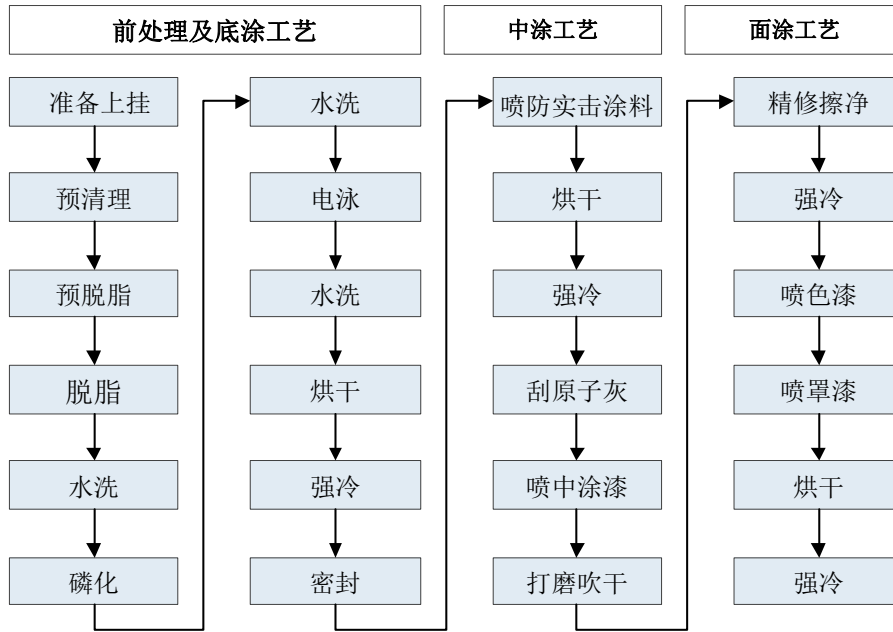 前处理及底涂工艺
中涂工艺
面涂工艺
准备上挂
预清理
预脱脂
脱脂
水洗
磷化
水洗
电泳
水洗
烘干
强冷
密封
喷防实击涂料
烘干
强冷
刮原子灰
喷中涂漆
打磨吹干
精修擦净
强冷
喷色漆
喷罩漆
烘干
强冷